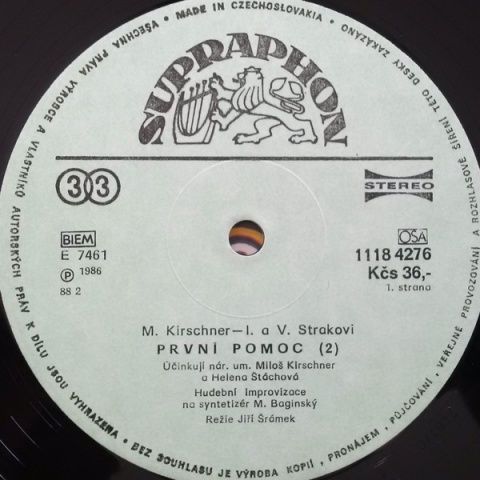 MADE IN CZECHOSLOVAKIA • VŠECHNA PRÁVA VÝROBCE A VLASTNÍKŮ AUTORSKÝCH PRÁV K DÍLU JSOU VYHRAZENA • BEZ SOUHLASU JE VÝROBA KOPIÍ, PRONÁJEM, PŮJČOVÁNÍ, VEŘEJNÉ PROVOZOVÁNÍ A ROZHLASOVÉ ŠÍŘENÍ TÉTO DESKY ZAKÁZÁNO
SUPRAPHON
33
STEREO
BIEM
E 7461
Ⓟ 1986
88 2
OSA
1118 4276
Kčs 36,-
1. strana
M. Kirschner—I. a V. Strakovi
PRVNÍ POMOC (2)
Účinkují nár. um. Miloš Kirschner
a Helena Štáchová
Hudební improvizace
na syntetizér M. Baginský
Režie Jiří Šrámek